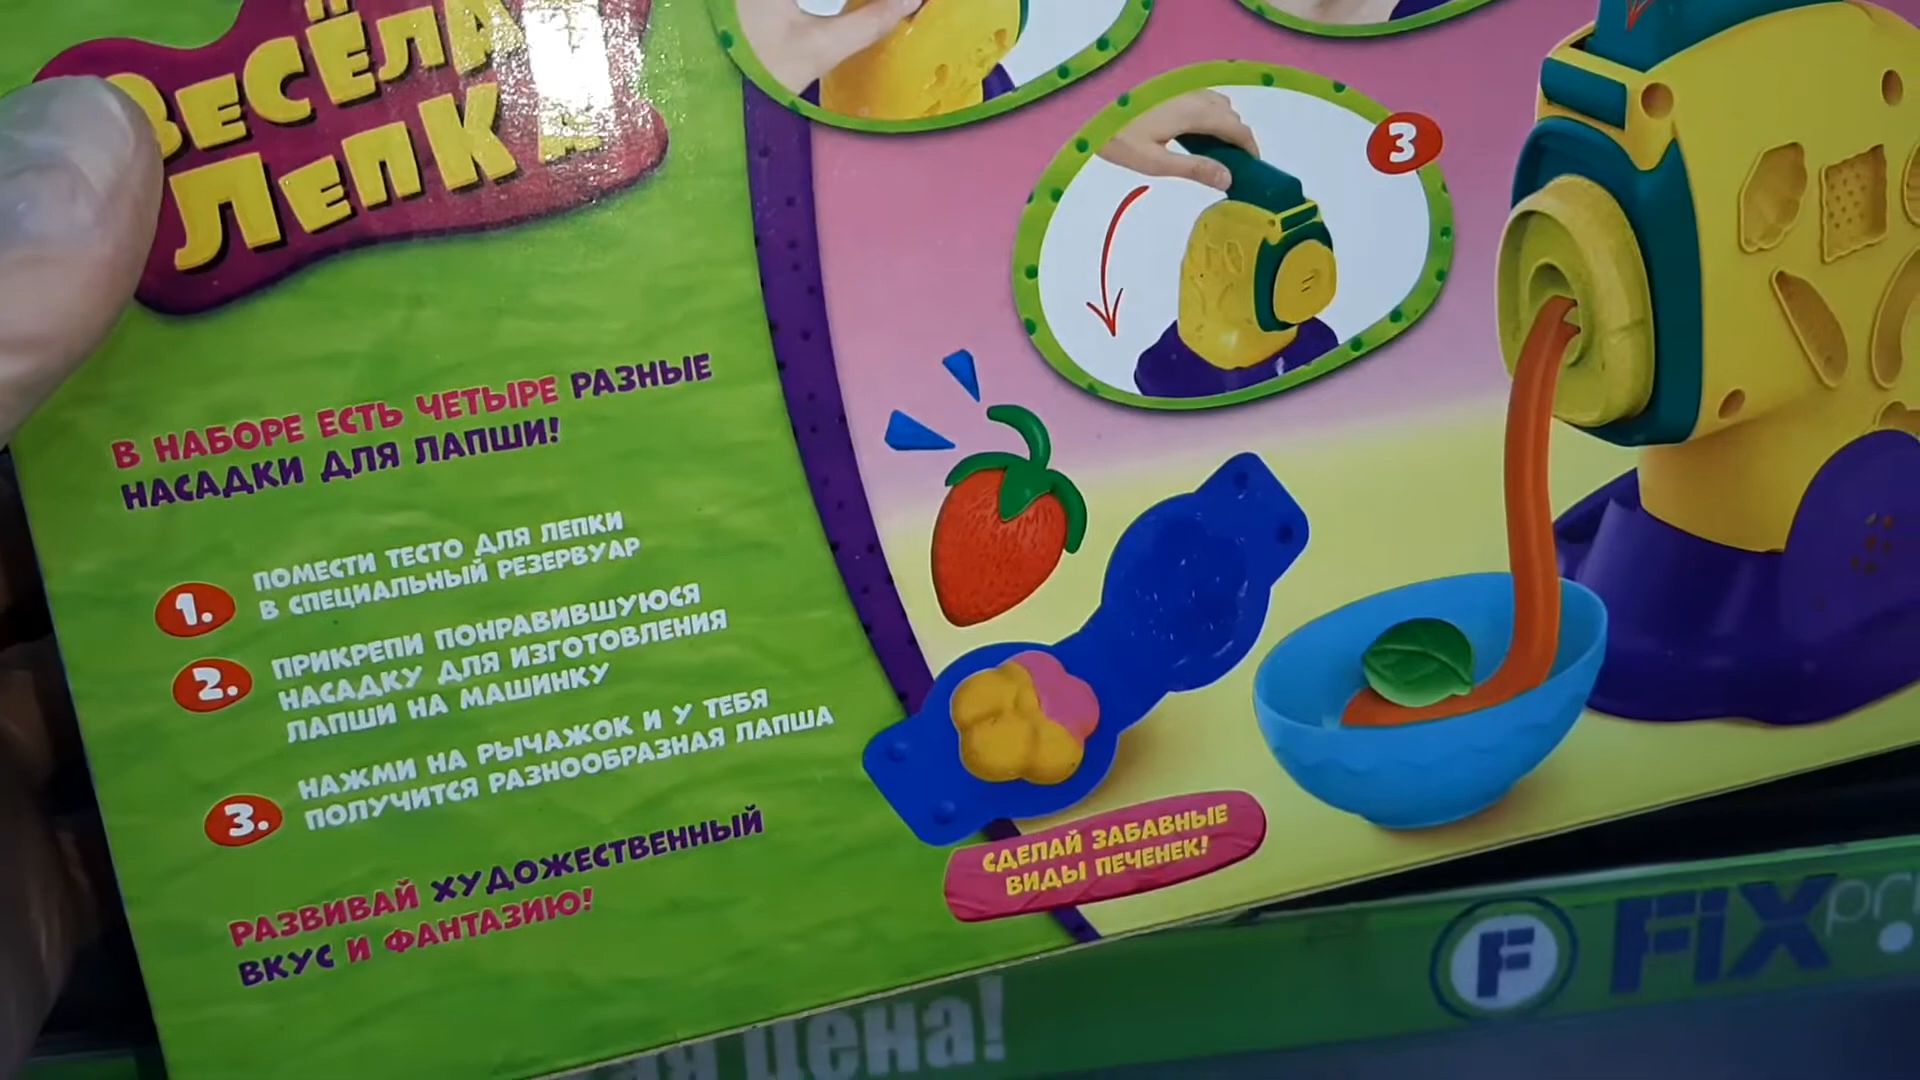 ВЕСЁЛАЯ
ЛЕПКА
3
В НАБОРЕ ЕСТЬ ЧЕТЫРЕ РАЗНЫЕ
НАСАДКИ ДЛЯ ЛАПШИ!
1. ПОМЕСТИ ТЕСТО ДЛЯ ЛЕПКИ
В СПЕЦИАЛЬНЫЙ РЕЗЕРВУАР
2. ПРИКРЕПИ ПОНРАВИВШУЮСЯ
НАСАДКУ ДЛЯ ИЗГОТОВЛЕНИЯ
ЛАПШИ НА МАШИНКУ
3. НАЖМИ НА РЫЧАЖОК И У ТЕБЯ
ПОЛУЧИТСЯ РАЗНООБРАЗНАЯ ЛАПША
РАЗВИВАЙ ХУДОЖЕСТВЕННЫЙ
ВКУС И ФАНТАЗИЮ!
СДЕЛАЙ ЗАБАВНЫЕ
ВИДЫ ПЕЧЕНЕК!
F FIX
цена!